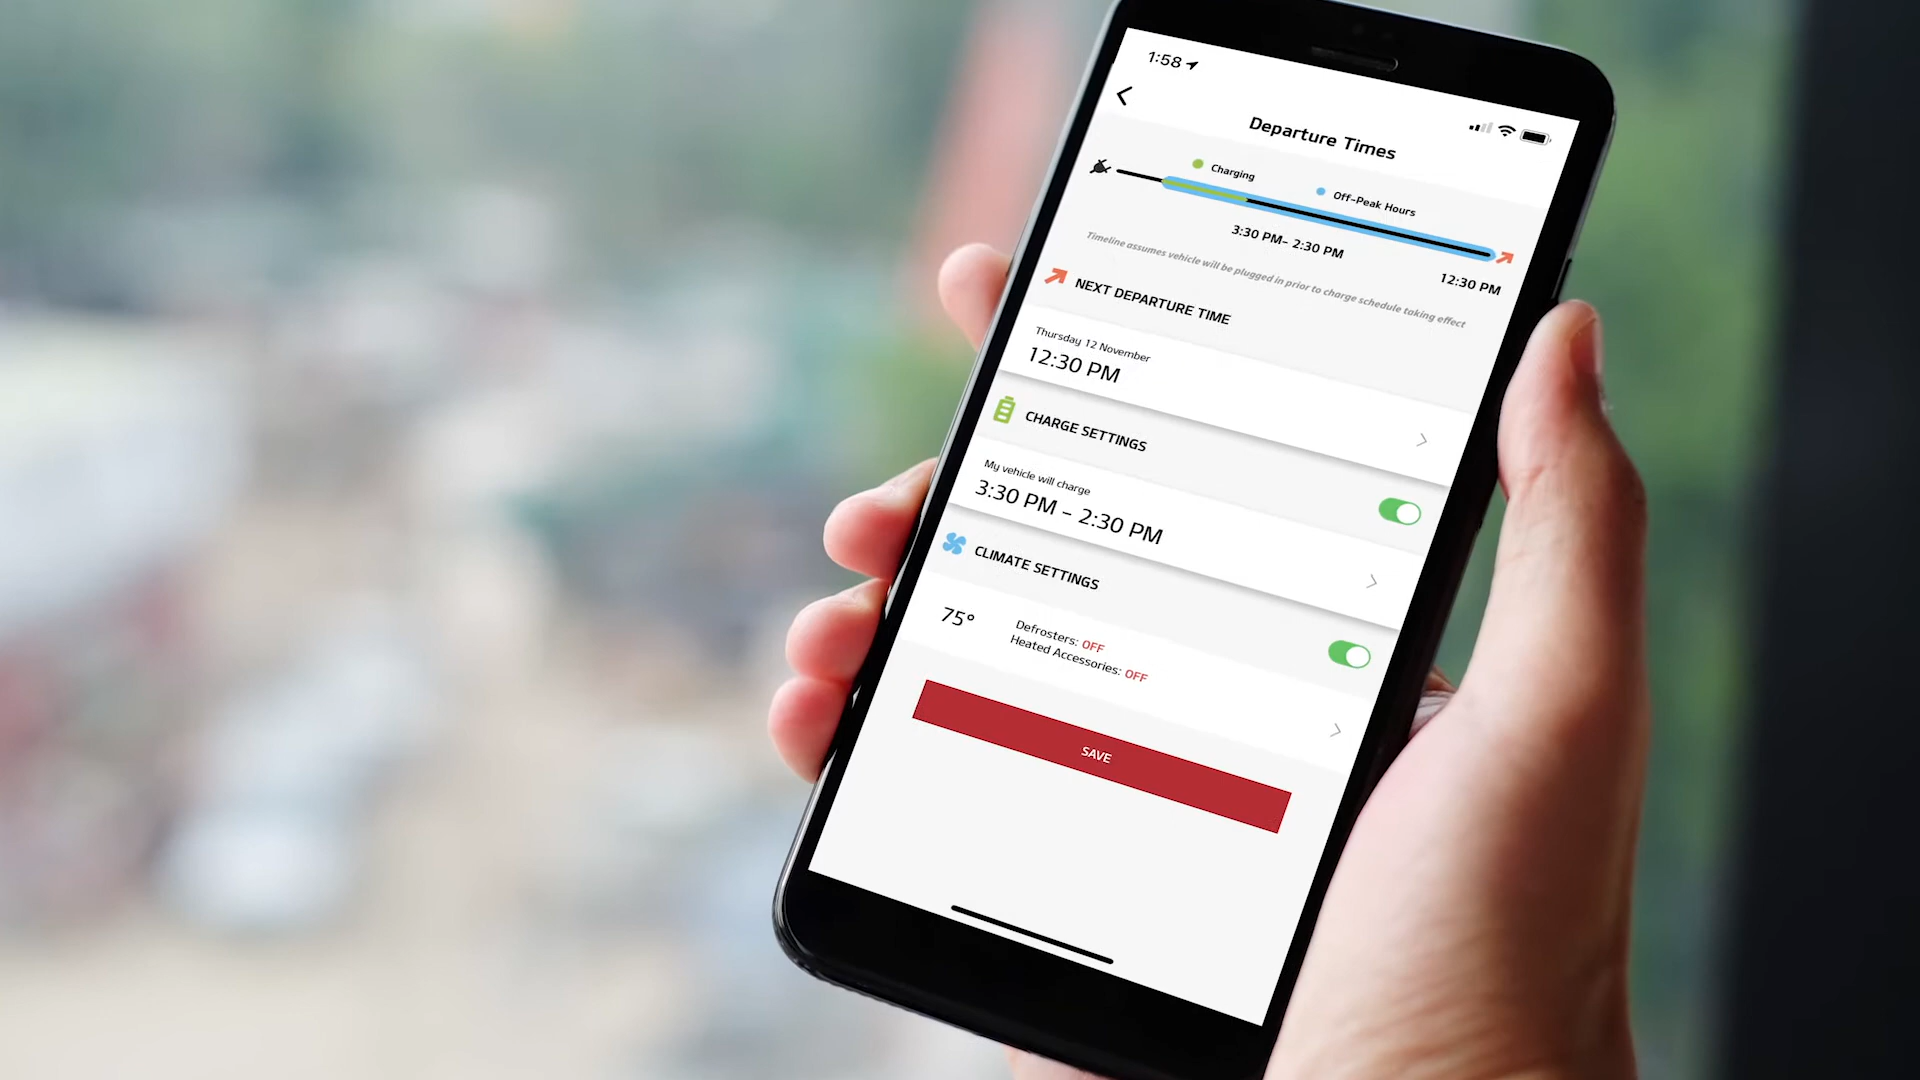 1:58
Departure Times
Charging
Off-Peak Hours
3:30 PM- 2:30 PM
12:30 PM
Timeline assumes vehicle will be plugged in prior to charge schedule taking effect
NEXT DEPARTURE TIME
Thursday 12 November
12:30 PM
CHARGE SETTINGS
My vehicle will charge
3:30 PM - 2:30 PM
CLIMATE SETTINGS
75°
Defrosters: OFF
Heated Accessories: OFF
SAVE